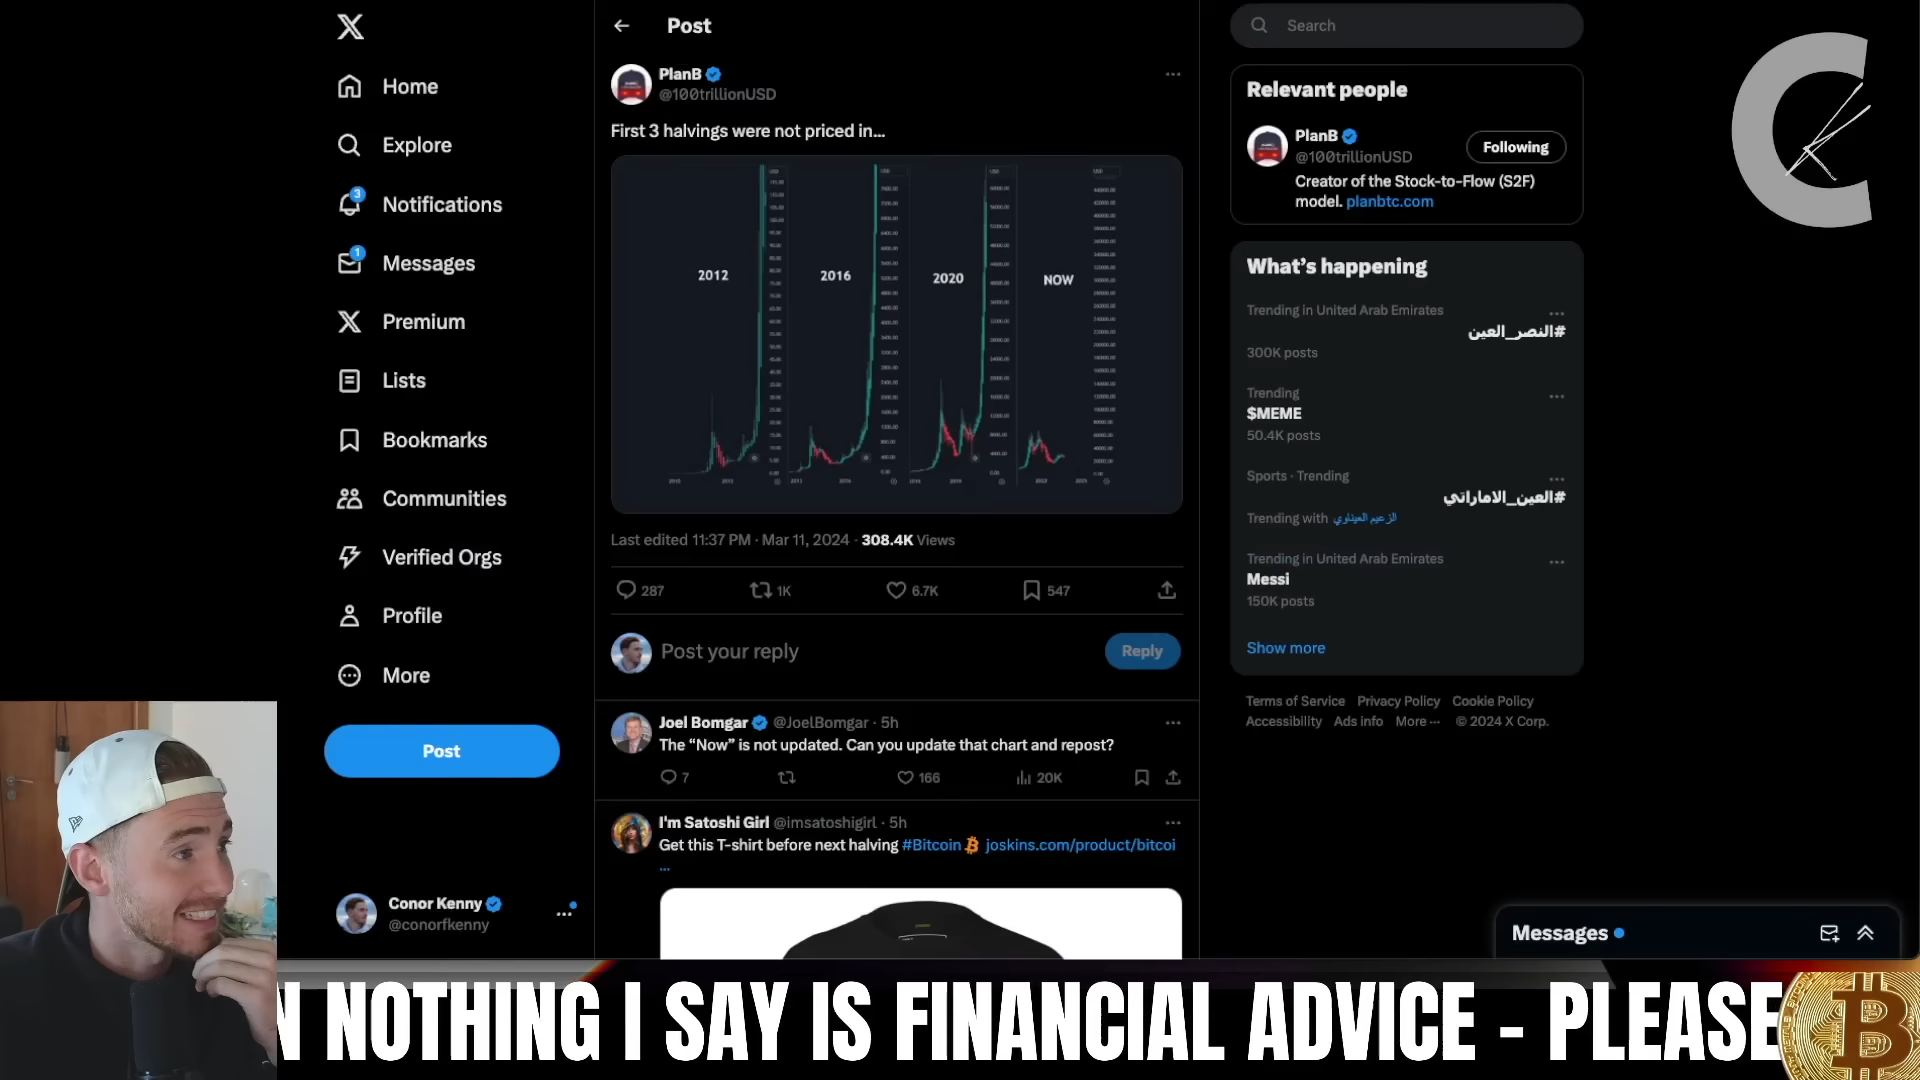 Home
Explore
3
Notifications
1
Messages
Premium
Lists
Bookmarks
Communities
Verified Orgs
Profile
More
Post
Conor Kenny
@conorfkenny
Post
PlanB
@100trillionUSD
First 3 halvings were not priced in...
2012
2016
2020
NOW
Last edited 11:37 PM · Mar 11, 2024 · 308.4K Views
287
1K
6.7K
547
Post your reply
Reply
Joel Bomgar @JoelBomgar · 5h
The “Now” is not updated. Can you update that chart and repost?
7
166
20K
I'm Satoshi Girl @imsatoshigirl · 5h
Get this T-shirt before next halving #Bitcoin joskins.com/product/bitcoi
...
Search
Relevant people
PlanB
@100trillionUSD
Following
Creator of the Stock-to-Flow (S2F)
model. planbtc.com
What’s happening
Trending in United Arab Emirates
#النصر_العين
300K posts
Trending
$MEME
50.4K posts
Sports · Trending
#العين_الاماراتي
Trending with الزعيم العيناوي
Trending in United Arab Emirates
Messi
150K posts
Show more
Terms of Service Privacy Policy Cookie Policy
Accessibility Ads info More ... © 2024 X Corp.
Messages
N NOTHING I SAY IS FINANCIAL ADVICE - PLEASE